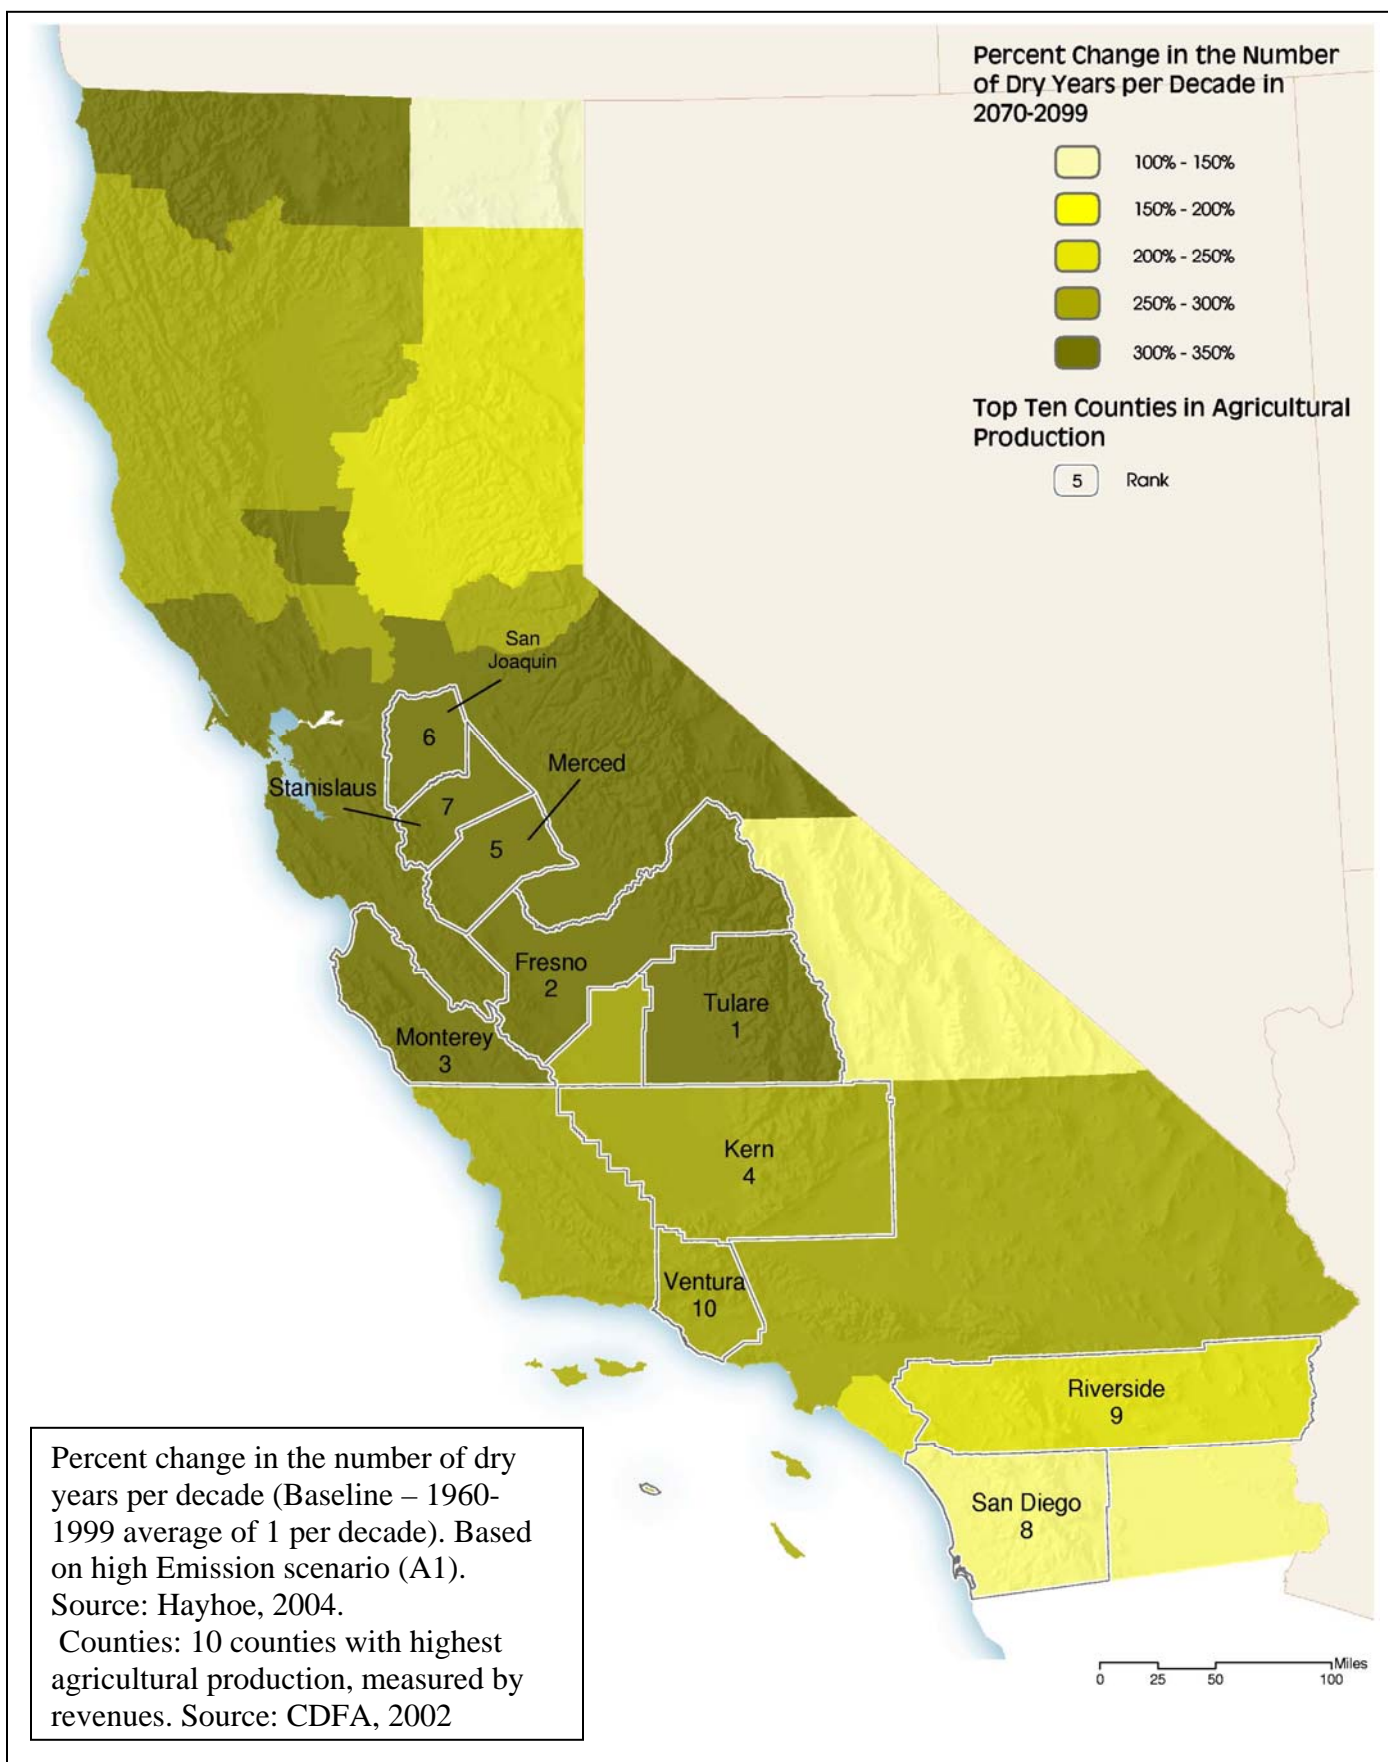 Percent Change in the Number
of Dry Years per Decade in
2070-2099
100% - 150%
150% - 200%
200% - 250%
250% - 300%
300% - 350%
Top Ten Counties in Agricultural
Production
5 Rank
San
Joaquin
6
Merced
Stanislaus
7
5
Fresno
2
Tulare
1
Monterey
3
Kern
4
Ventura
10
Riverside
9
San Diego
8
Percent change in the number of dry
years per decade (Baseline – 1960-
1999 average of 1 per decade). Based
on high Emission scenario (A1).
Source: Hayhoe, 2004.
Counties: 10 counties with highest
agricultural production, measured by
revenues. Source: CDFA, 2002
Miles
0 25 50 100